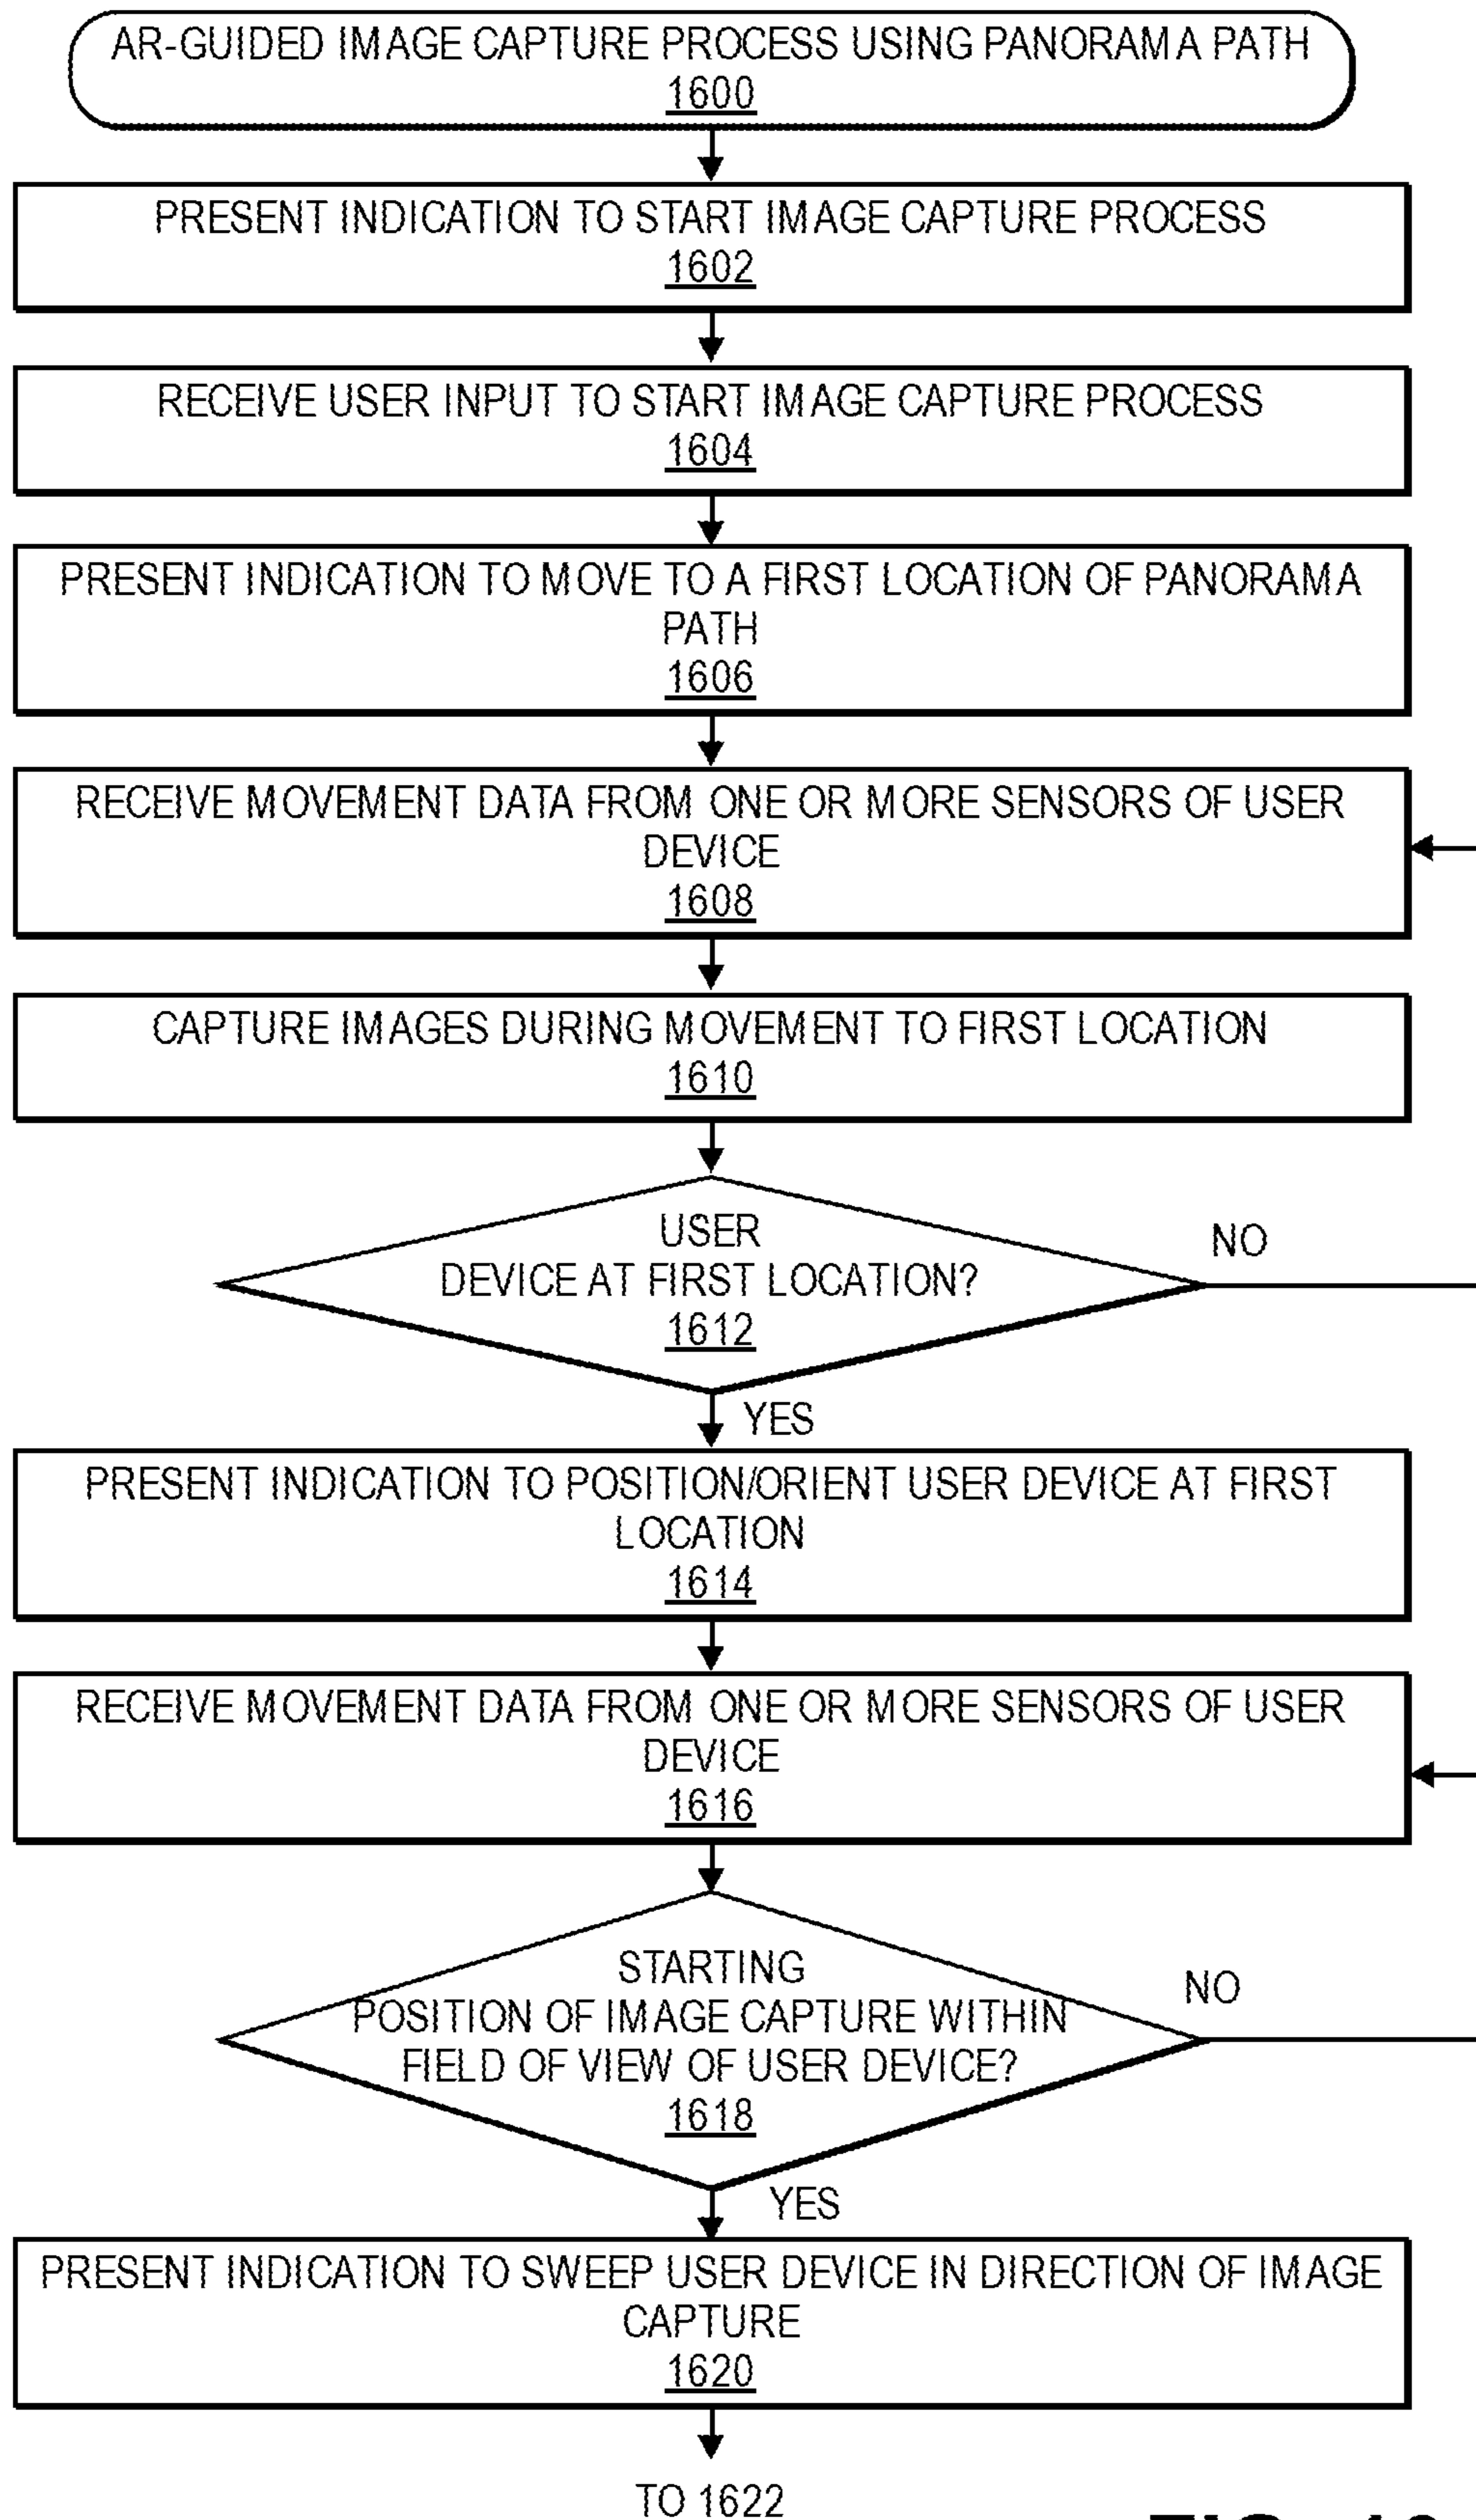 AR-GUIDED IMAGE CAPTURE PROCESS USING PANORAMA PATH
1600
PRESENT INDICATION TO START IMAGE CAPTURE PROCESS
1602
RECEIVE USER INPUT TO START IMAGE CAPTURE PROCESS
1604
PRESENT INDICATION TO MOVE TO A FIRST LOCATION OF PANORAMA
PATH
1606
RECEIVE MOVEMENT DATA FROM ONE OR MORE SENSORS OF USER
DEVICE
1608
CAPTURE IMAGES DURING MOVEMENT TO FIRST LOCATION
1610
USER
DEVICE AT FIRST LOCATION?
1612
NO
YES
PRESENT INDICATION TO POSITION/ORIENT USER DEVICE AT FIRST
LOCATION
1614
RECEIVE MOVEMENT DATA FROM ONE OR MORE SENSORS OF USER
DEVICE
1616
STARTING
POSITION OF IMAGE CAPTURE WITHIN
FIELD OF VIEW OF USER DEVICE?
1618
NO
YES
PRESENT INDICATION TO SWEEP USER DEVICE IN DIRECTION OF IMAGE
CAPTURE
1620
TO 1622